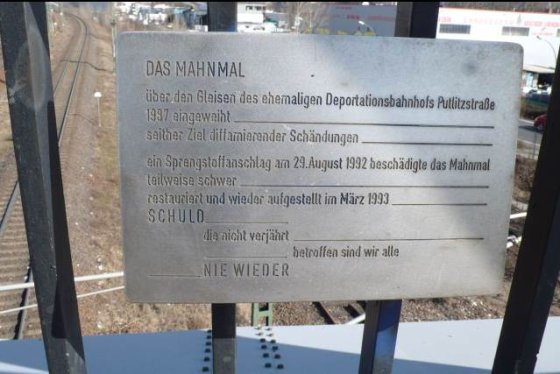 DAS MAHNMAL
über den Gleisen des ehemaligen Deportationsbahnhofs Putlitzstraße
1987 eingeweiht
seither Ziel diffamierender Schändungen
ein Sprengstoffanschlag am 29. August 1992 beschädigte das Mahnmal
teilweise schwer
restauriert und wieder aufgestellt im März 1993
SCHULD
die nicht verjährt
betroffen sind wir alle
NIE WIEDER